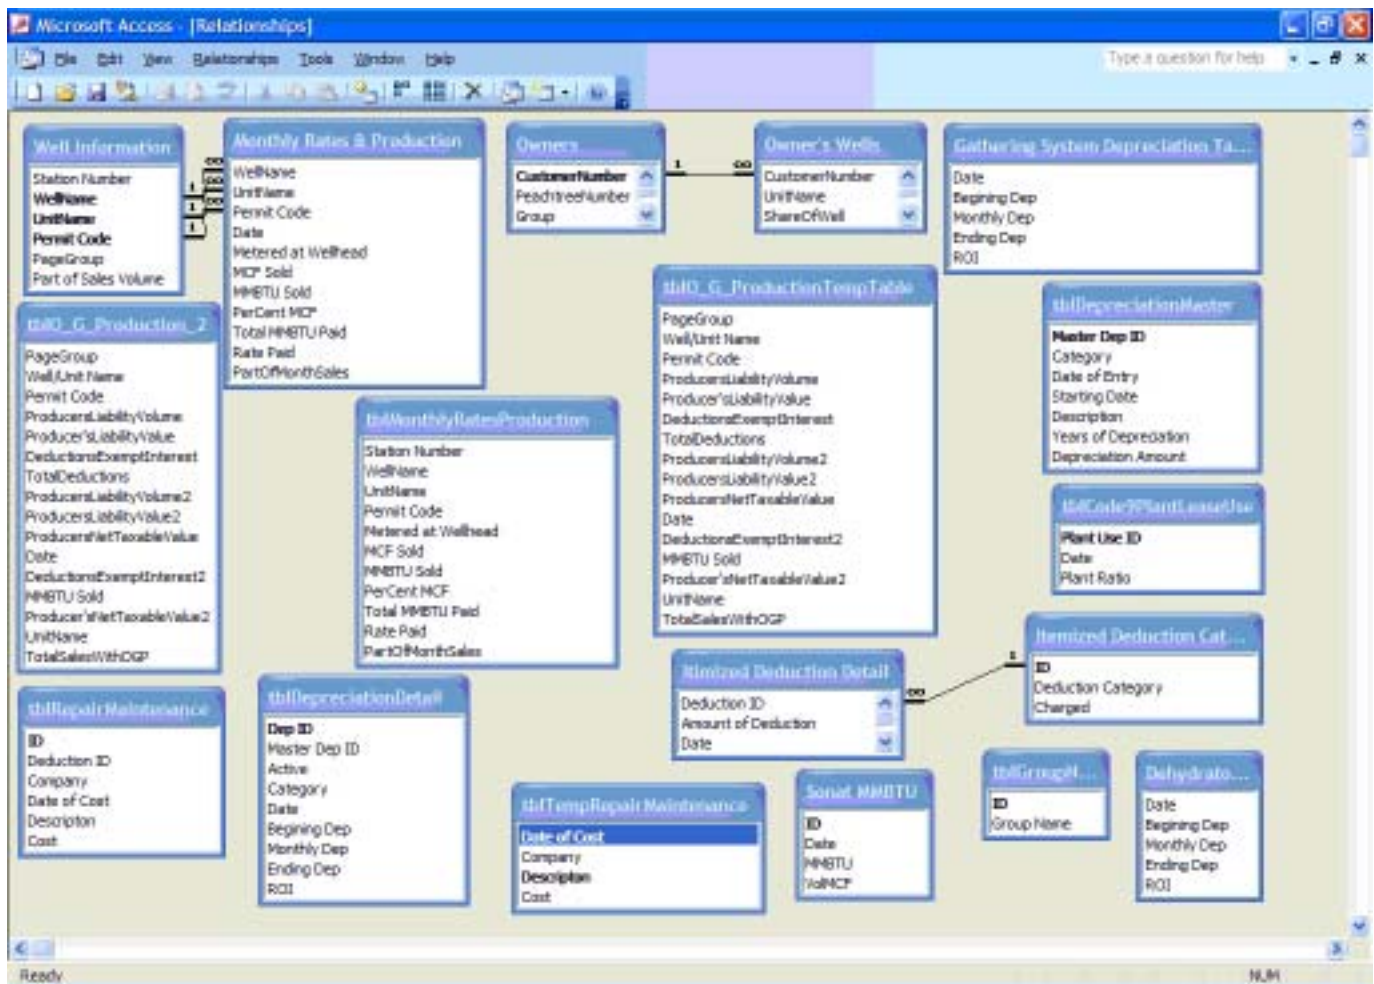 Microsoft Access - [Relationships]
File Edit View Relationships Tools Window Help
Type a question for help
Well Information
Station Number
WellName
UnitName
Permit Code
PageGroup
Part of Sales Volume
1
1
∞
∞
∞
Monthly Rates & Production
WellName
UnitName
Permit Code
Date
Metered at Wellhead
MCF Sold
MMBTU Sold
PerCent MCF
Total MMBTU Paid
Rate Paid
PartOfMonthSales
Owners
CustomerNumber
PeachtreeNumber
Group
1
∞
Owner's Wells
CustomerNumber
UnitName
ShareOfWell
Gathering System Depreciation Ta...
Date
Begining Dep
Monthly Dep
Ending Dep
ROI
tblO_G_Production_2
PageGroup
Well/Unit Name
Permit Code
ProducersLiabilityVolume
Producer'sLiabilityValue
DeductionsExemptInterest
TotalDeductions
ProducersLiabilityVolume2
ProducersLiabilityValue2
ProducersNetTaxableValue
Date
DeductionsExemptInterest2
MMBTU Sold
Producer'sNetTaxableValue2
UnitName
TotalSalesWithOGP
tblMonthlyRatesProduction
Station Number
WellName
UnitName
Permit Code
Metered at Wellhead
MCF Sold
MMBTU Sold
PerCent MCF
Total MMBTU Paid
Rate Paid
PartOfMonthSales
tblO_G_ProductionTempTable
PageGroup
Well/Unit Name
Permit Code
ProducersLiabilityVolume
Producer'sLiabilityValue
DeductionsExemptInterest
TotalDeductions
ProducersLiabilityVolume2
ProducersLiabilityValue2
ProducersNetTaxableValue
Date
DeductionsExemptInterest2
MMBTU Sold
Producer'sNetTaxableValue2
UnitName
TotalSalesWithOGP
tblDepreciationMaster
Master Dep ID
Category
Date of Entry
Starting Date
Description
Years of Depreciation
Depreciation Amount
tblCode9PlantLeaseUse
Plant Use ID
Date
Plant Ratio
Itemized Deduction Cat...
ID
Deduction Category
Charged
1
∞
Itimized Deduction Detail
Deduction ID
Amount of Deduction
Date
tblRepairMaintenance
ID
Deduction ID
Company
Date of Cost
Descripton
Cost
tblDepreciationDetail
Dep ID
Master Dep ID
Active
Category
Date
Begining Dep
Monthly Dep
Ending Dep
ROI
tblTempRepairMaintenance
Date of Cost
Company
Descripton
Cost
Sonat MMBTU
ID
Date
MMBTU
VolMCF
tblGroupN...
ID
Group Name
Dehydrato...
Date
Begining Dep
Monthly Dep
Ending Dep
ROI
Ready
NUM